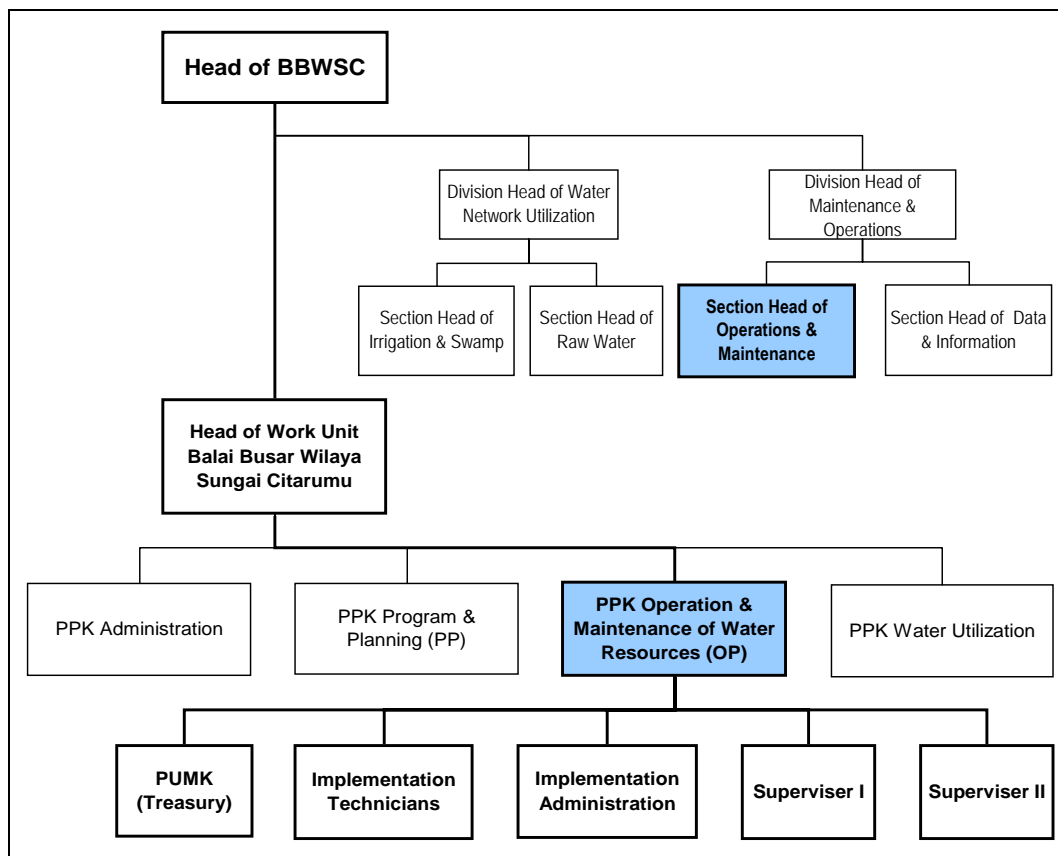 Head of BBWSC
Division Head of Water
Network Utilization
Division Head of
Maintenance &
Operations
Section Head of
Irrigation & Swamp
Section Head of
Raw Water
Section Head of
Operations &
Maintenance
Section Head of Data
& Information
Head of Work Unit
Balai Busar Wilaya
Sungai Citarumu
PPK Administration
PPK Program &
Planning (PP)
PPK Operation &
Maintenance of Water
Resources (OP)
PPK Water Utilization
PUMK
(Treasury)
Implementation
Technicians
Implementation
Administration
Superviser I
Superviser II